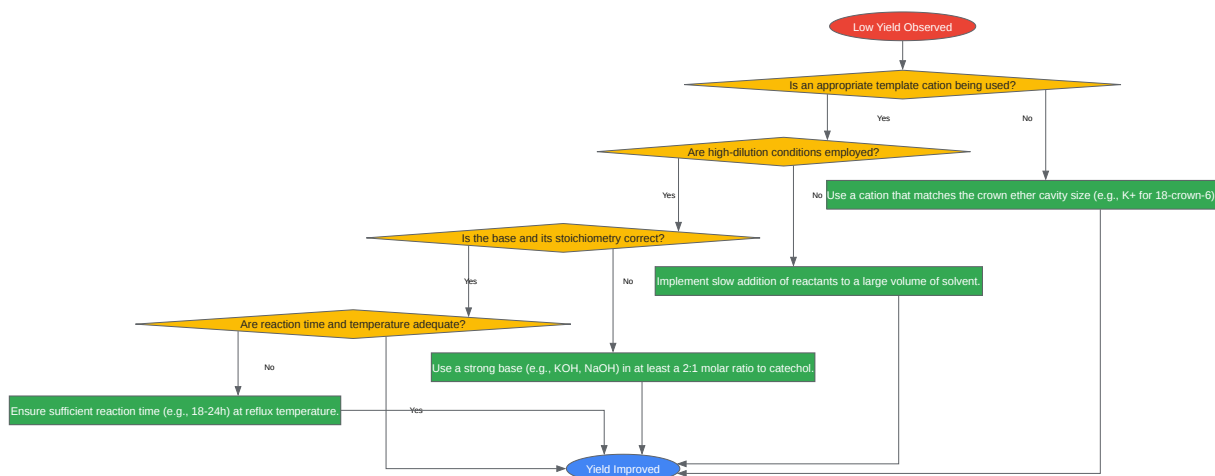 Low Yield Observed
Is an appropriate template cation being used?
Yes
No
Are high-dilution conditions employed?
Yes
No
Use a cation that matches the crown ether cavity size (e.g., K+ for 18-crown-6)
Is the base and its stoichiometry correct?
Yes
No
Implement slow addition of reactants to a large volume of solvent.
Are reaction time and temperature adequate?
No
Use a strong base (e.g., KOH, NaOH) in at least a 2:1 molar ratio to catechol.
Ensure sufficient reaction time (e.g., 18-24h) at reflux temperature.
Yes
Yield Improved